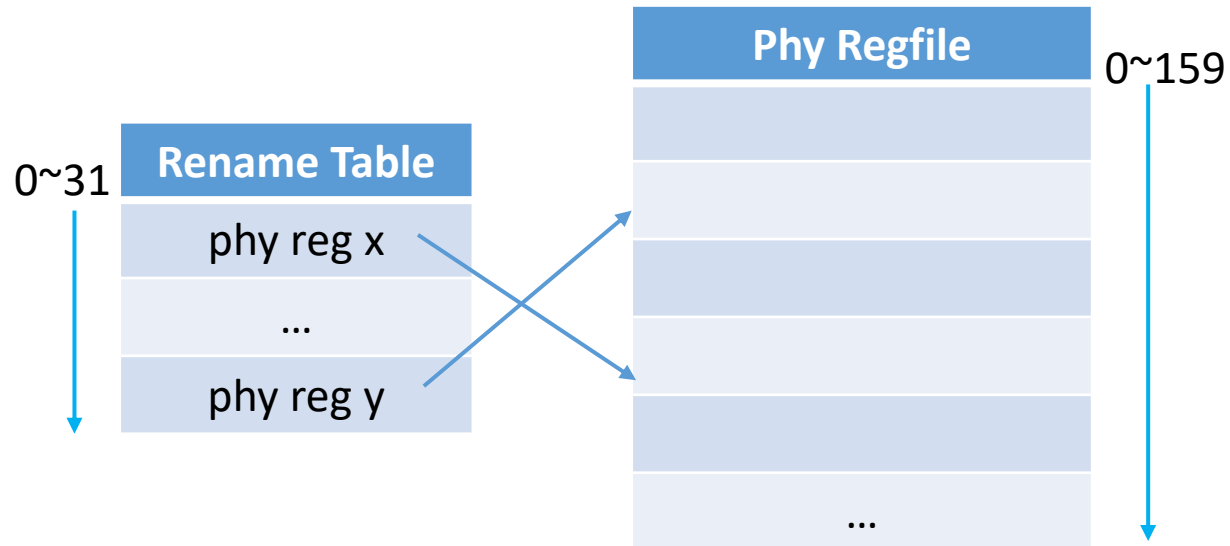 0~31
Rename Table
phy reg x
...
phy reg y
Phy Regfile
0~159
...